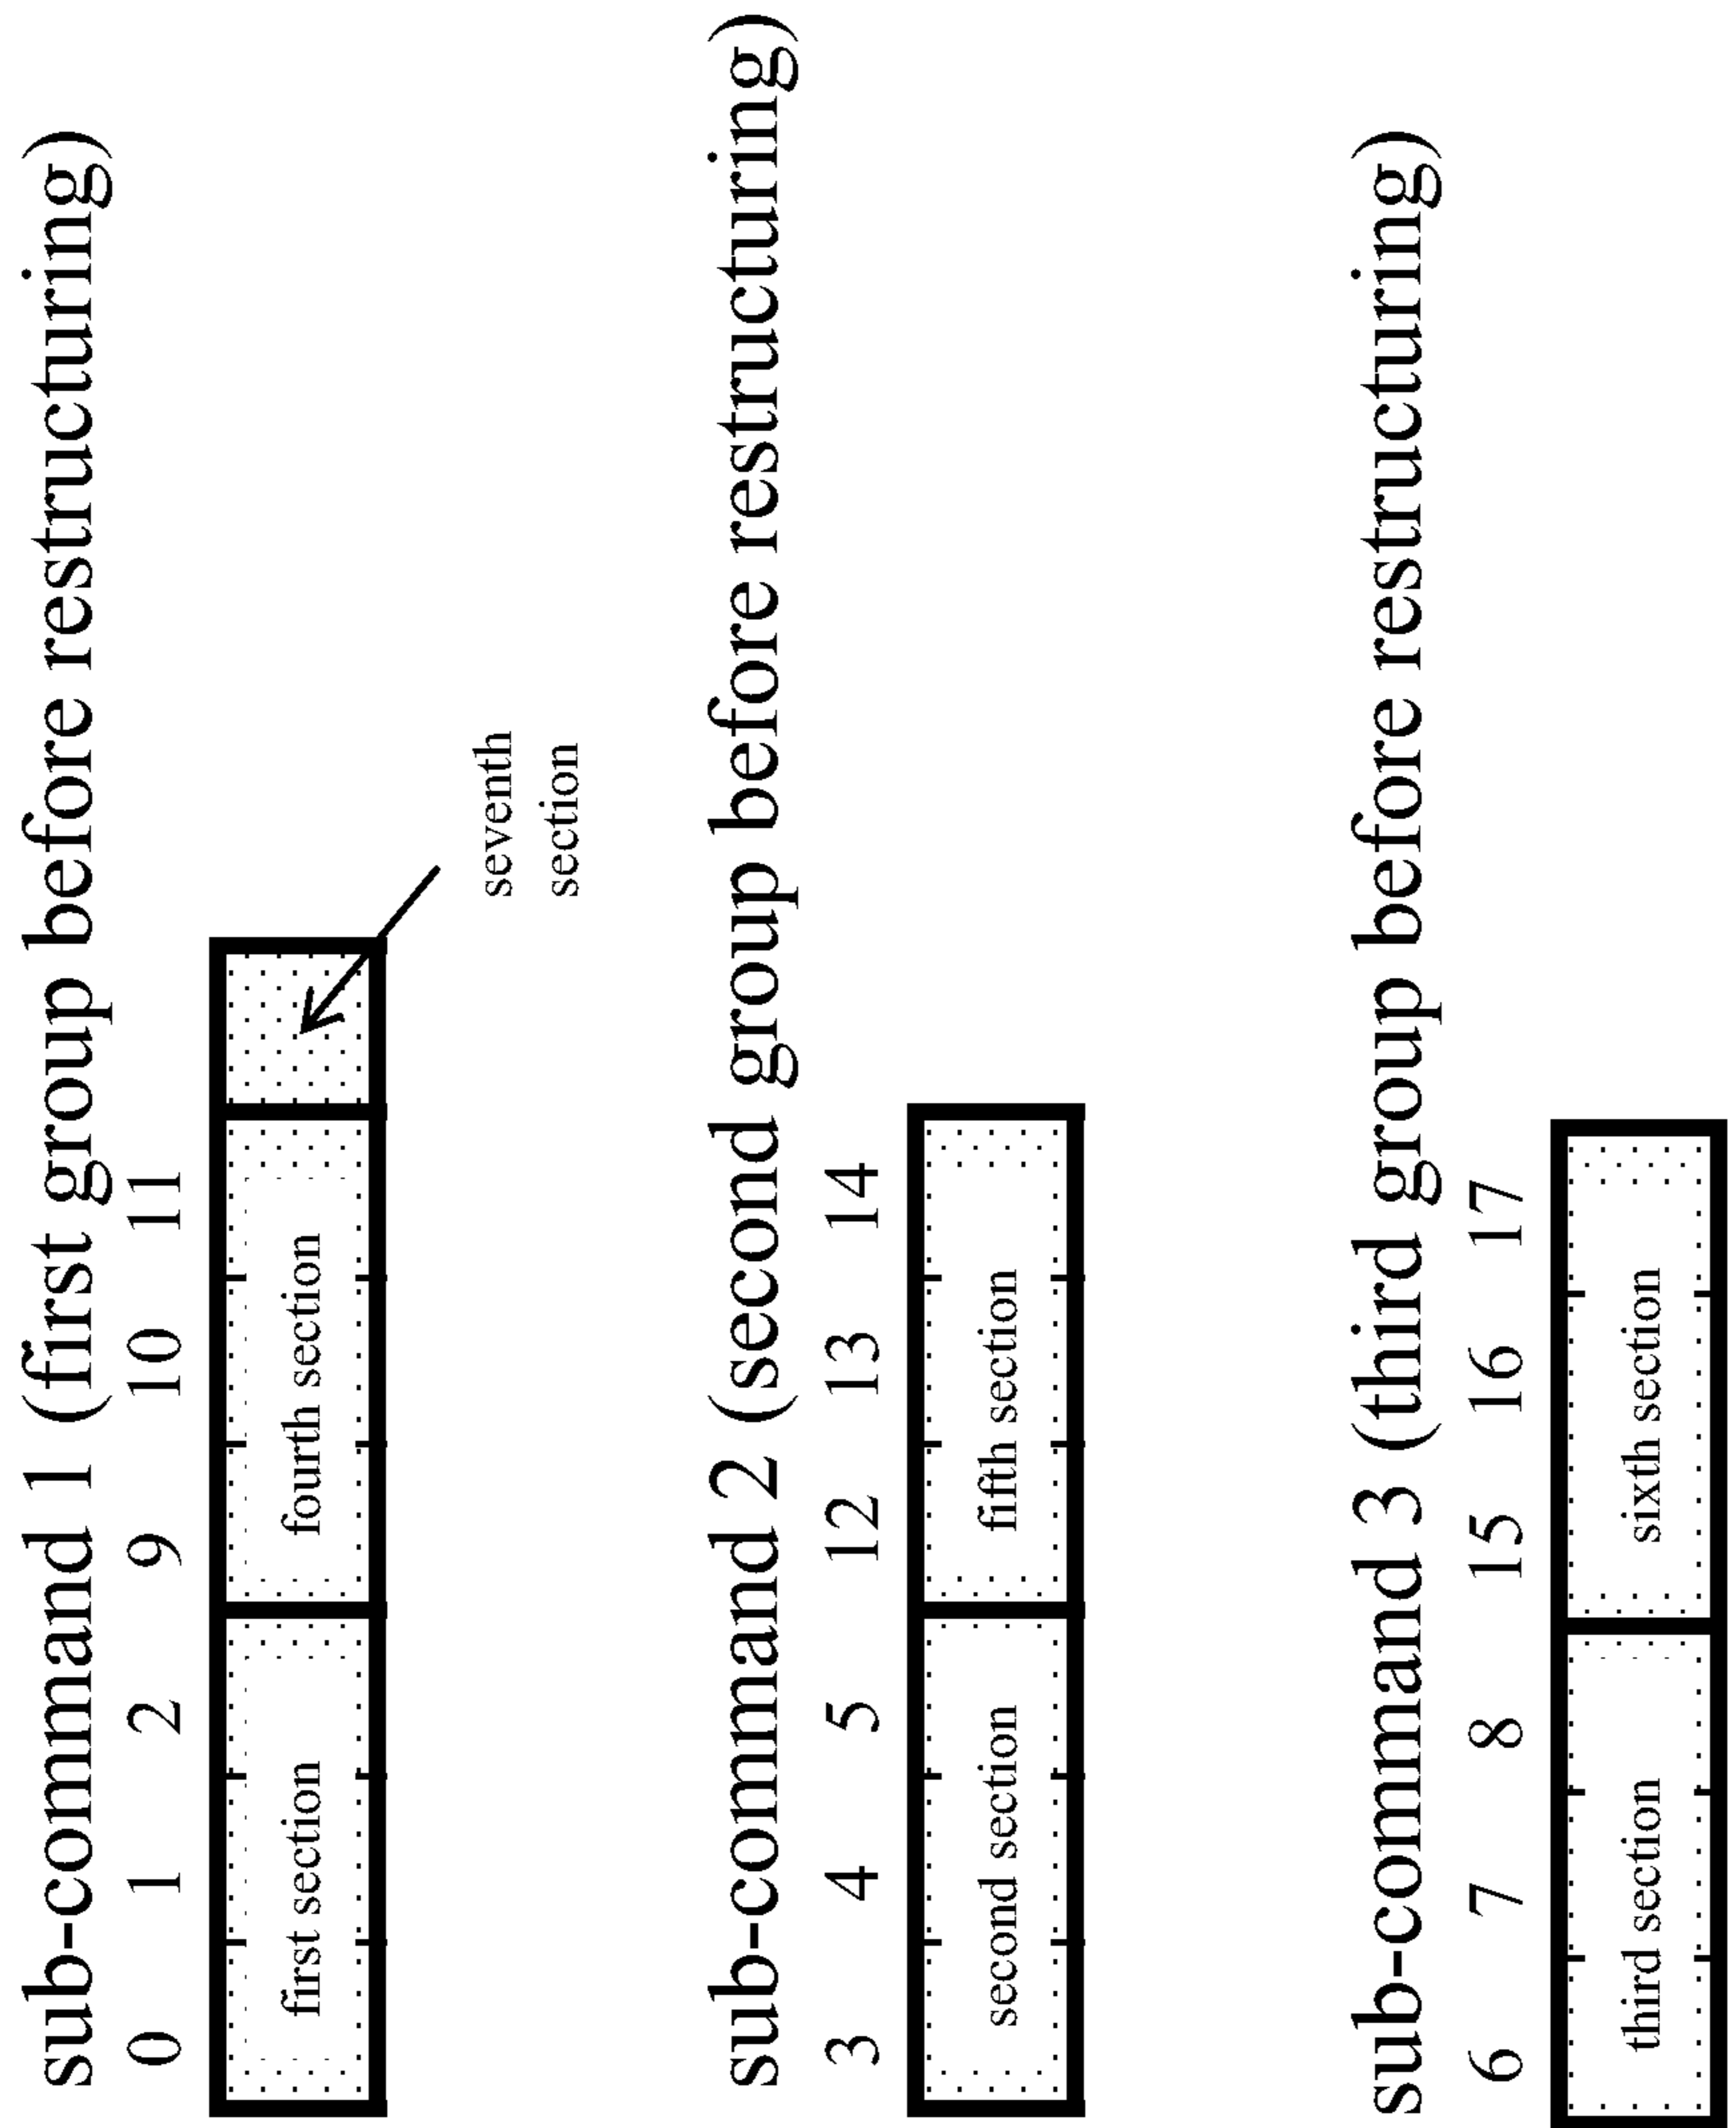 sub-command 1 (first group before restructuring)
0 1 2 9 10 11
first section fourth section
seventh
section
sub-command 2 (second group before restructuring)
3 4 5 12 13 14
second section fifth section
sub-command 3 (third group before restructuring)
6 7 8 15 16 17
third section sixth section